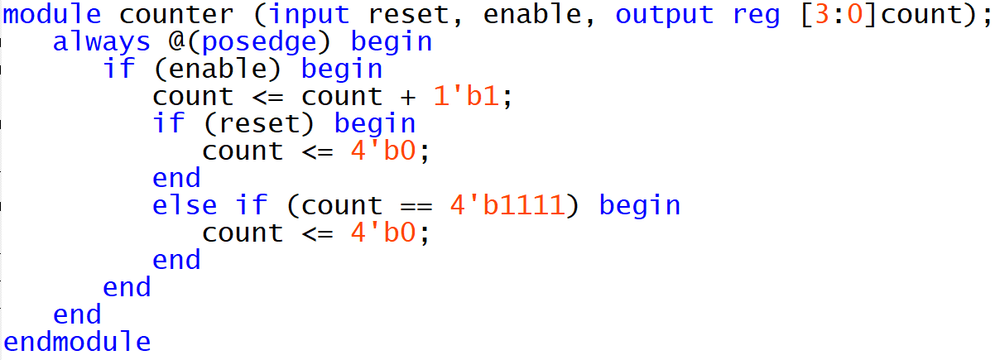 module counter (input reset, enable, output reg [3:0]count);
   always @(posedge) begin
      if (enable) begin
         count <= count + 1'b1;
         if (reset) begin
            count <= 4'b0;
         end
         else if (count == 4'b1111) begin
            count <= 4'b0;
         end
      end
   end
endmodule